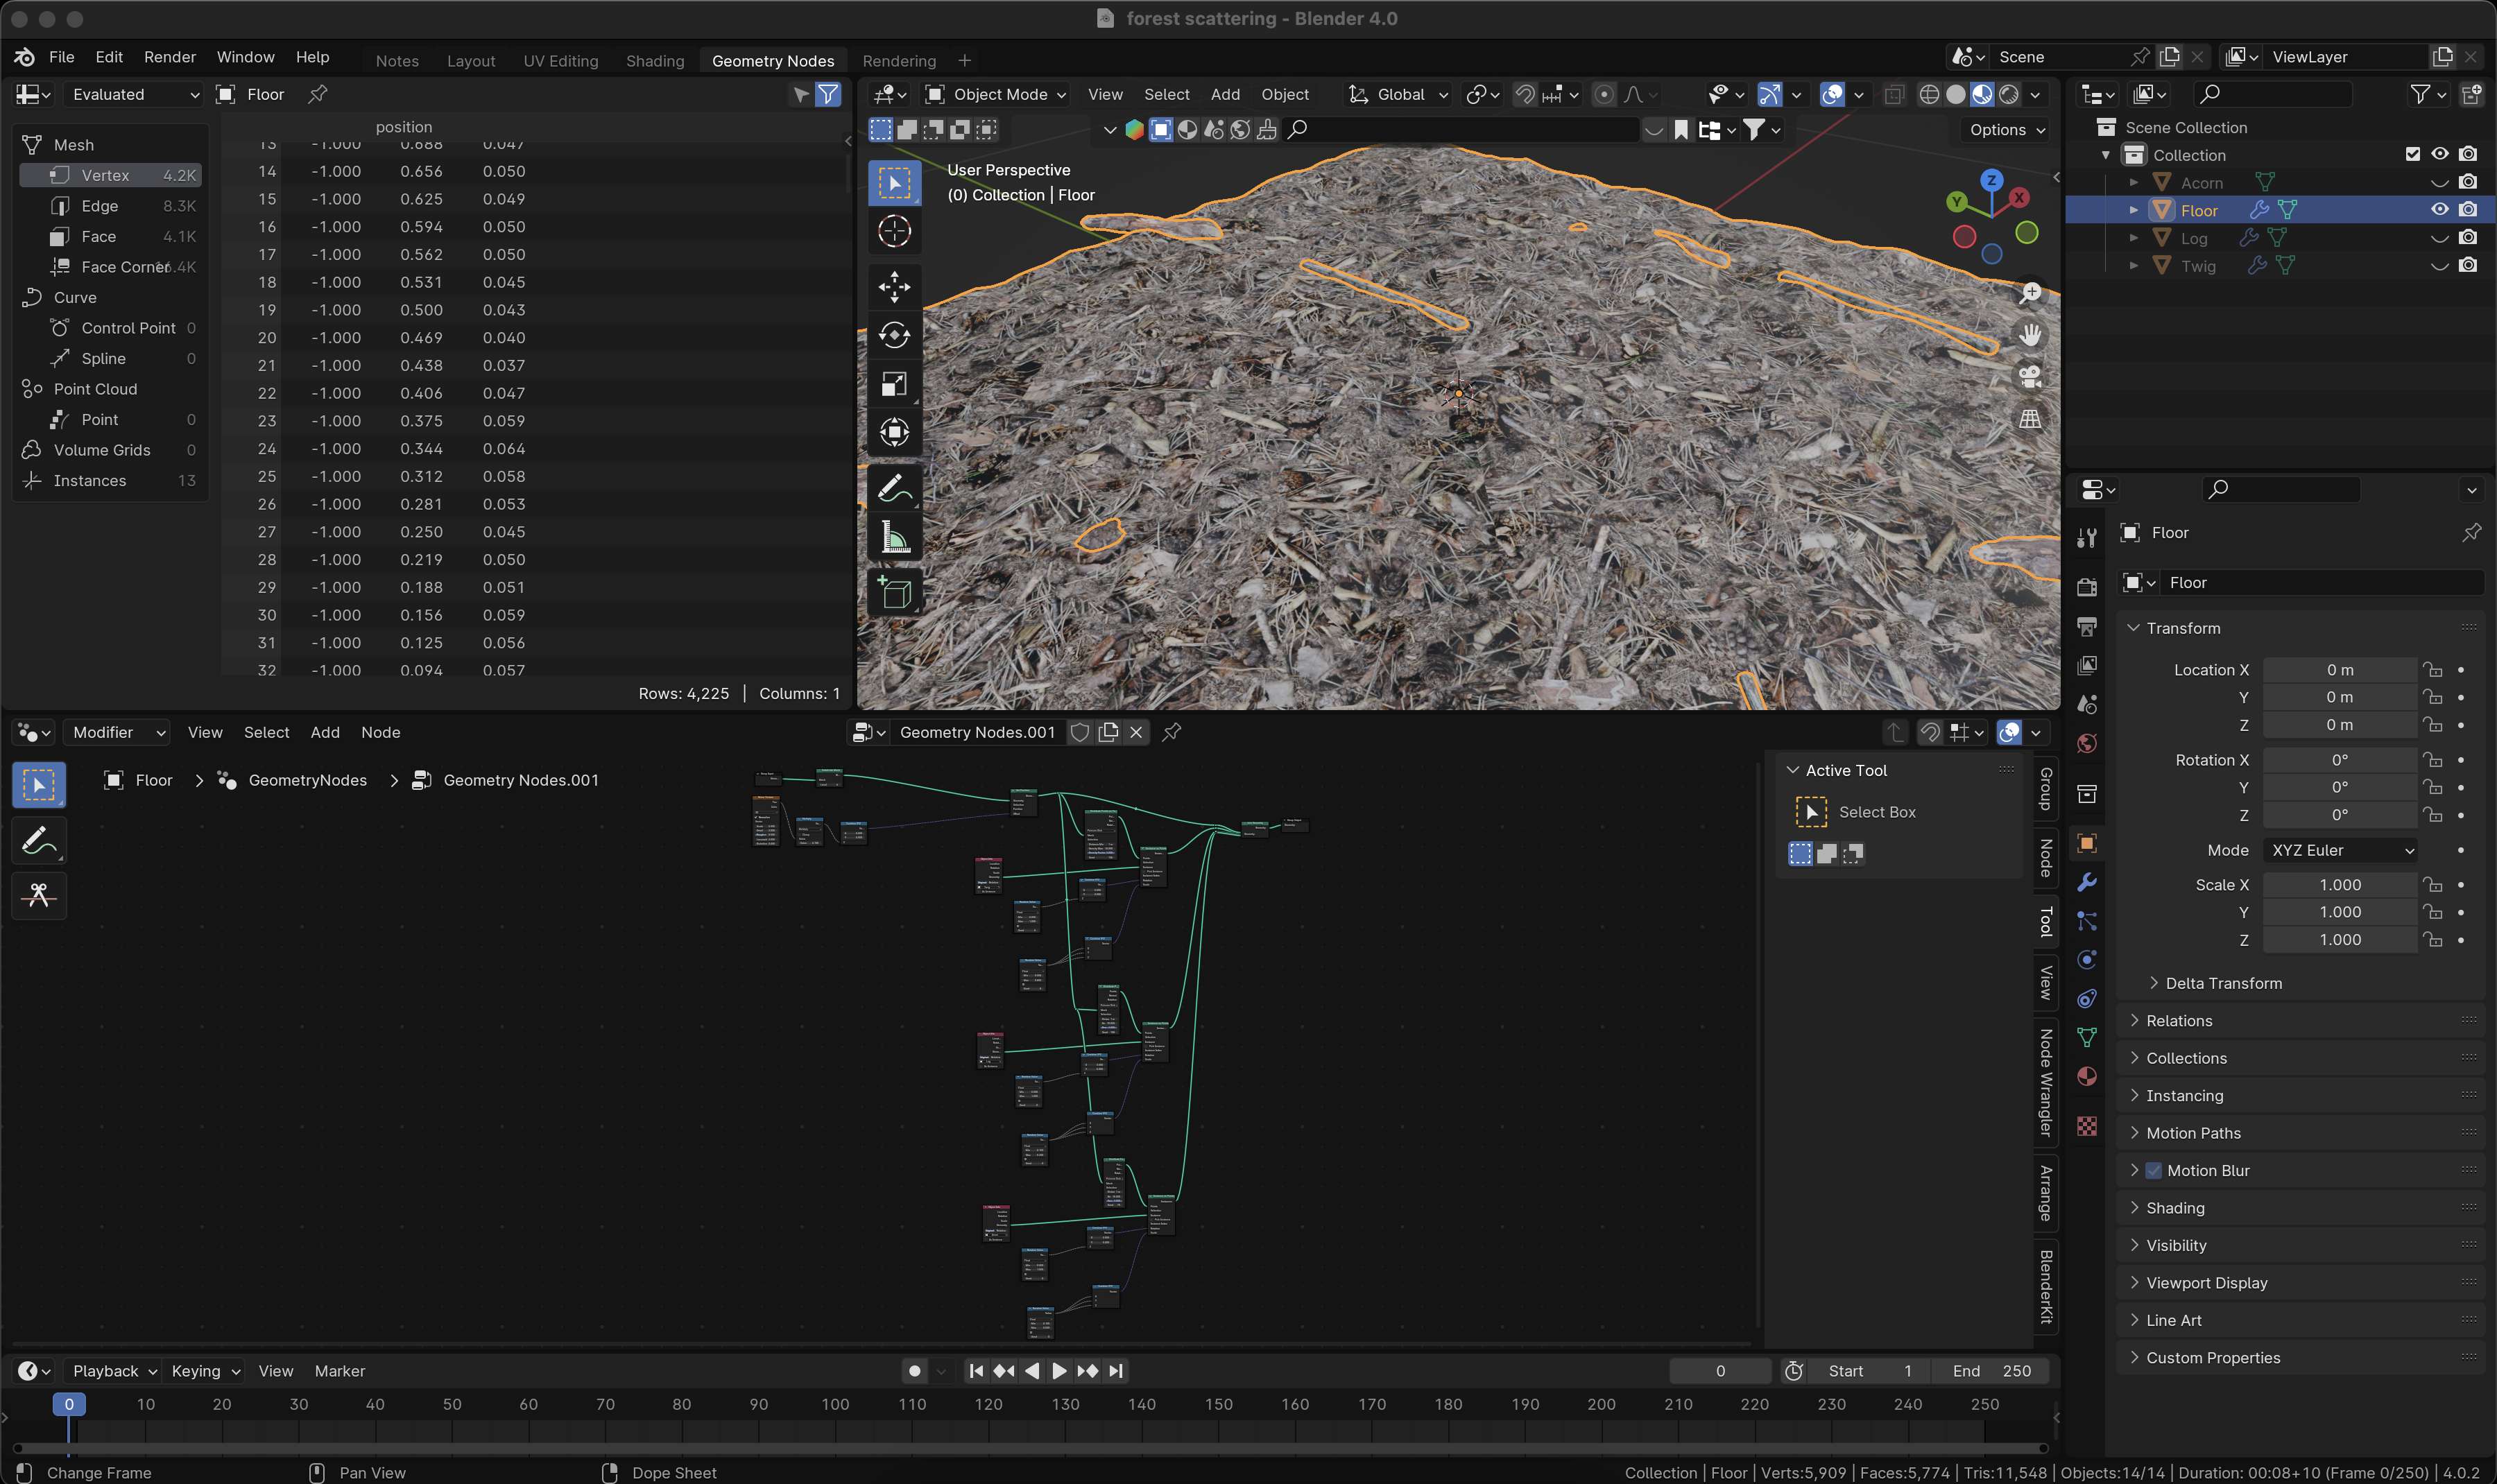 forest scattering - Blender 4.0
File Edit Render Window Help
Notes Layout UV Editing Shading Geometry Nodes Rendering +
Scene
ViewLayer
Evaluated
Floor
Mesh
Vertex 4.2K
Edge 8.3K
Face 4.1K
Face Corner
Curve
Control Point 0
Spline 0
Point Cloud
Point 0
Volume Grids 0
Instances 13
position
13 -1.000 0.688 0.047
14 -1.000 0.656 0.050
15 -1.000 0.625 0.049
16 -1.000 0.594 0.050
17 -1.000 0.562 0.050
18 -1.000 0.531 0.045
19 -1.000 0.500 0.043
20 -1.000 0.469 0.040
21 -1.000 0.438 0.037
22 -1.000 0.406 0.047
23 -1.000 0.375 0.059
24 -1.000 0.344 0.064
25 -1.000 0.312 0.058
26 -1.000 0.281 0.053
27 -1.000 0.250 0.045
28 -1.000 0.219 0.050
29 -1.000 0.188 0.051
30 -1.000 0.156 0.059
31 -1.000 0.125 0.056
32 -1.000 0.094 0.057
Rows: 4,225 | Columns: 1
Object Mode View Select Add Object Global
Options
User Perspective
(0) Collection | Floor
Z
Y
X
Scene Collection
Collection
Acorn
Floor
Log
Twig
Floor
Floor
Transform
Location X 0 m
Y 0 m
Z 0 m
Rotation X 0°
Y 0°
Z 0°
Mode XYZ Euler
Scale X 1.000
Y 1.000
Z 1.000
Delta Transform
Relations
Collections
Instancing
Motion Paths
Motion Blur
Shading
Visibility
Viewport Display
Line Art
Custom Properties
Modifier View Select Add Node
Geometry Nodes.001
Floor > GeometryNodes > Geometry Nodes.001
Active Tool
Select Box
Group
Node
Tool
View
Node Wrangler
Arrange
BlenderKit
Playback Keying View Marker
0
Start 1
End 250
0 10 20 30 40 50 60 70 80 90 100 110 120 130 140 150 160 170 180 190 200 210 220 230 240 250
Change Frame
Pan View
Dope Sheet
Collection | Floor | Verts:5,909 | Faces:5,774 | Tris:11,548 | Objects:14/14 | Duration: 00:08+10 (Frame 0/250) | 4.0.2